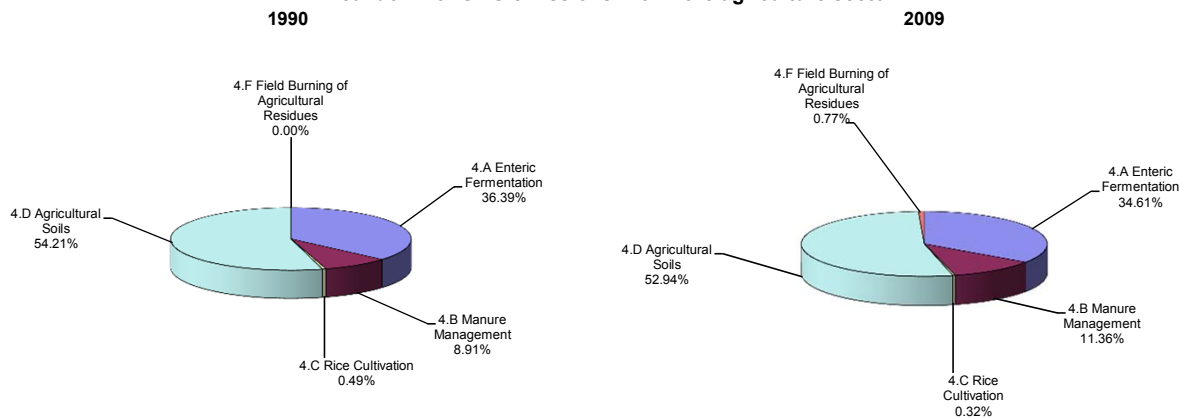 1990
2009
4.F Field Burning of
Agricultural
Residues
0.00%
4.A Enteric
Fermentation
36.39%
4.D Agricultural
Soils
54.21%
4.B Manure
Management
8.91%
4.C Rice Cultivation
0.49%
4.F Field Burning of
Agricultural
Residues
0.77%
4.A Enteric
Fermentation
34.61%
4.D Agricultural
Soils
52.94%
4.B Manure
Management
11.36%
4.C Rice
Cultivation
0.32%